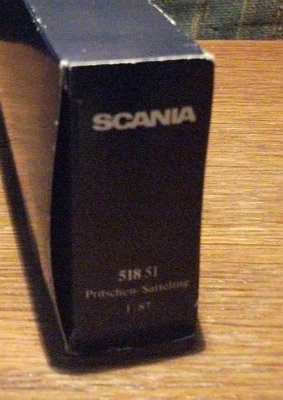 SCANIA
518 51
Pritschen-Sattelzug
1:87